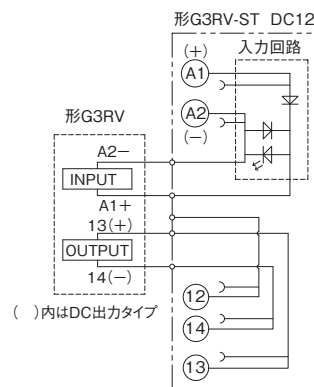 形G3RV-ST DC12
入力回路
(+)
A1
A2
(-)
形G3RV
A2-
INPUT
A1+
13(+)
OUTPUT
14(-)
(　)内はDC出力タイプ
12
14
13